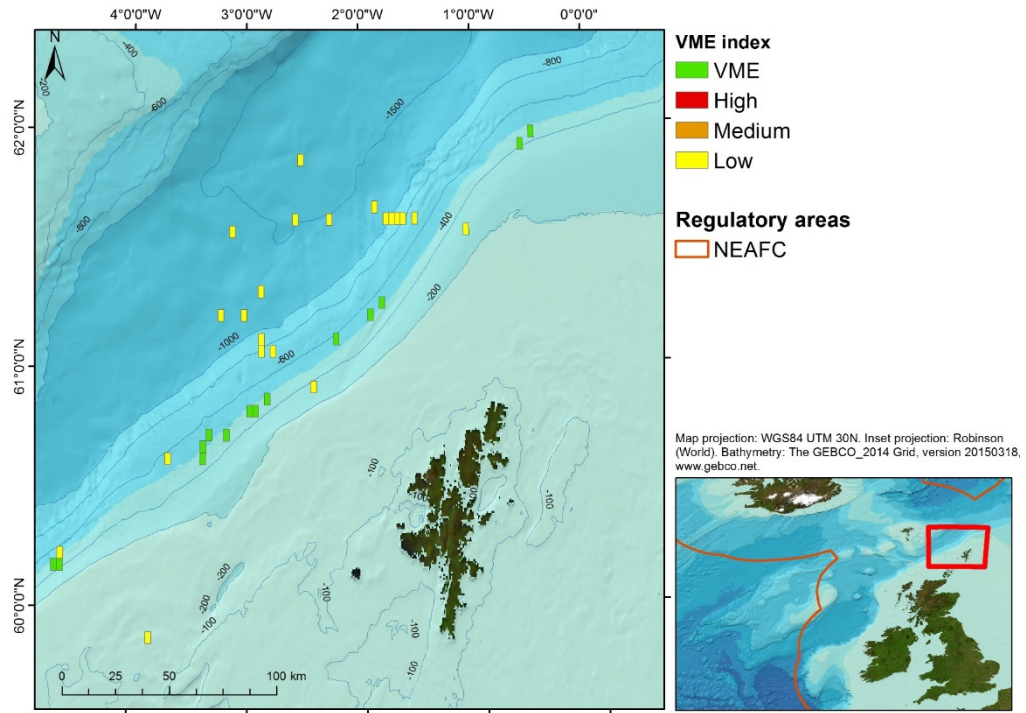 4°0'0"W
3°0'0"W
2°0'0"W
1°0'0"W
0°0'0"
N
62°0'0"N
61°0'0"N
60°0'0"N
-400
-200
-600
-800
-1500
-800
-400
-200
-1000
-600
-100
-100
-100
-200
-200
-100
-100
-100
0 25 50 100 km
VME index
VME
High
Medium
Low
Regulatory areas
NEAFC
Map projection: WGS84 UTM 30N. Inset projection: Robinson
(World). Bathymetry: The GEBCO_2014 Grid, version 20150318,
www.gebco.net.